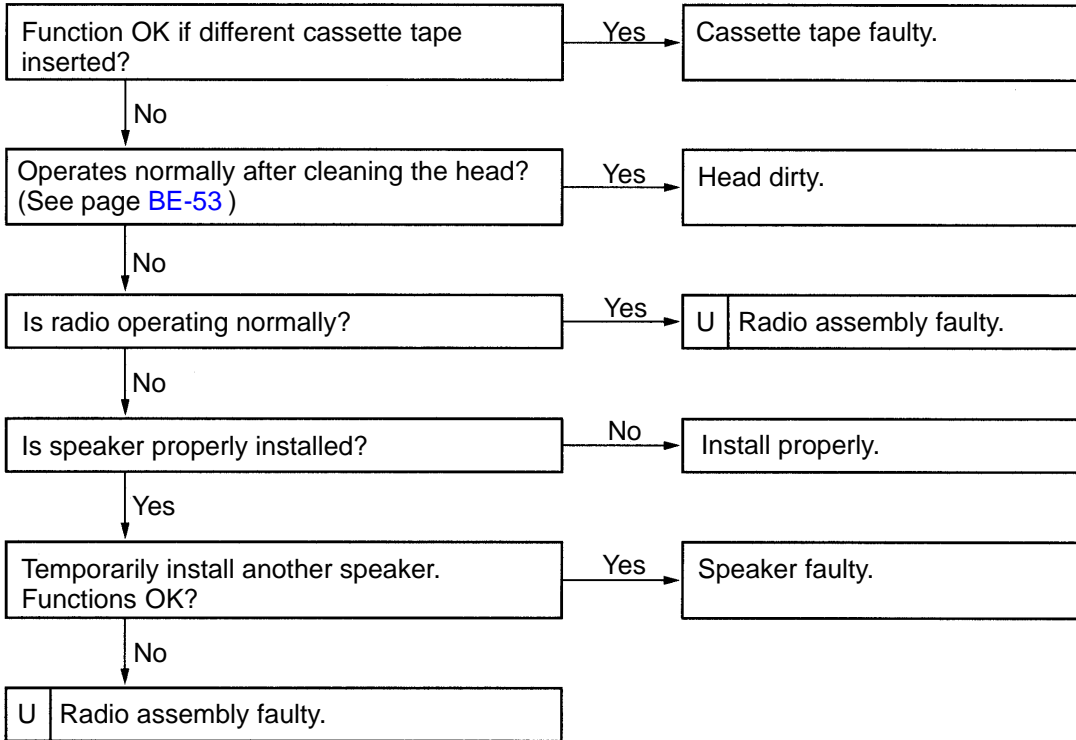 Function OK if different cassette tape
inserted?
Yes
Cassette tape faulty.
No
Operates normally after cleaning the head?
(See page BE-53 )
Yes
Head dirty.
No
Is radio operating normally?
Yes
U
Radio assembly faulty.
No
Is speaker properly installed?
No
Install properly.
Yes
Temporarily install another speaker.
Functions OK?
Yes
Speaker faulty.
No
U
Radio assembly faulty.